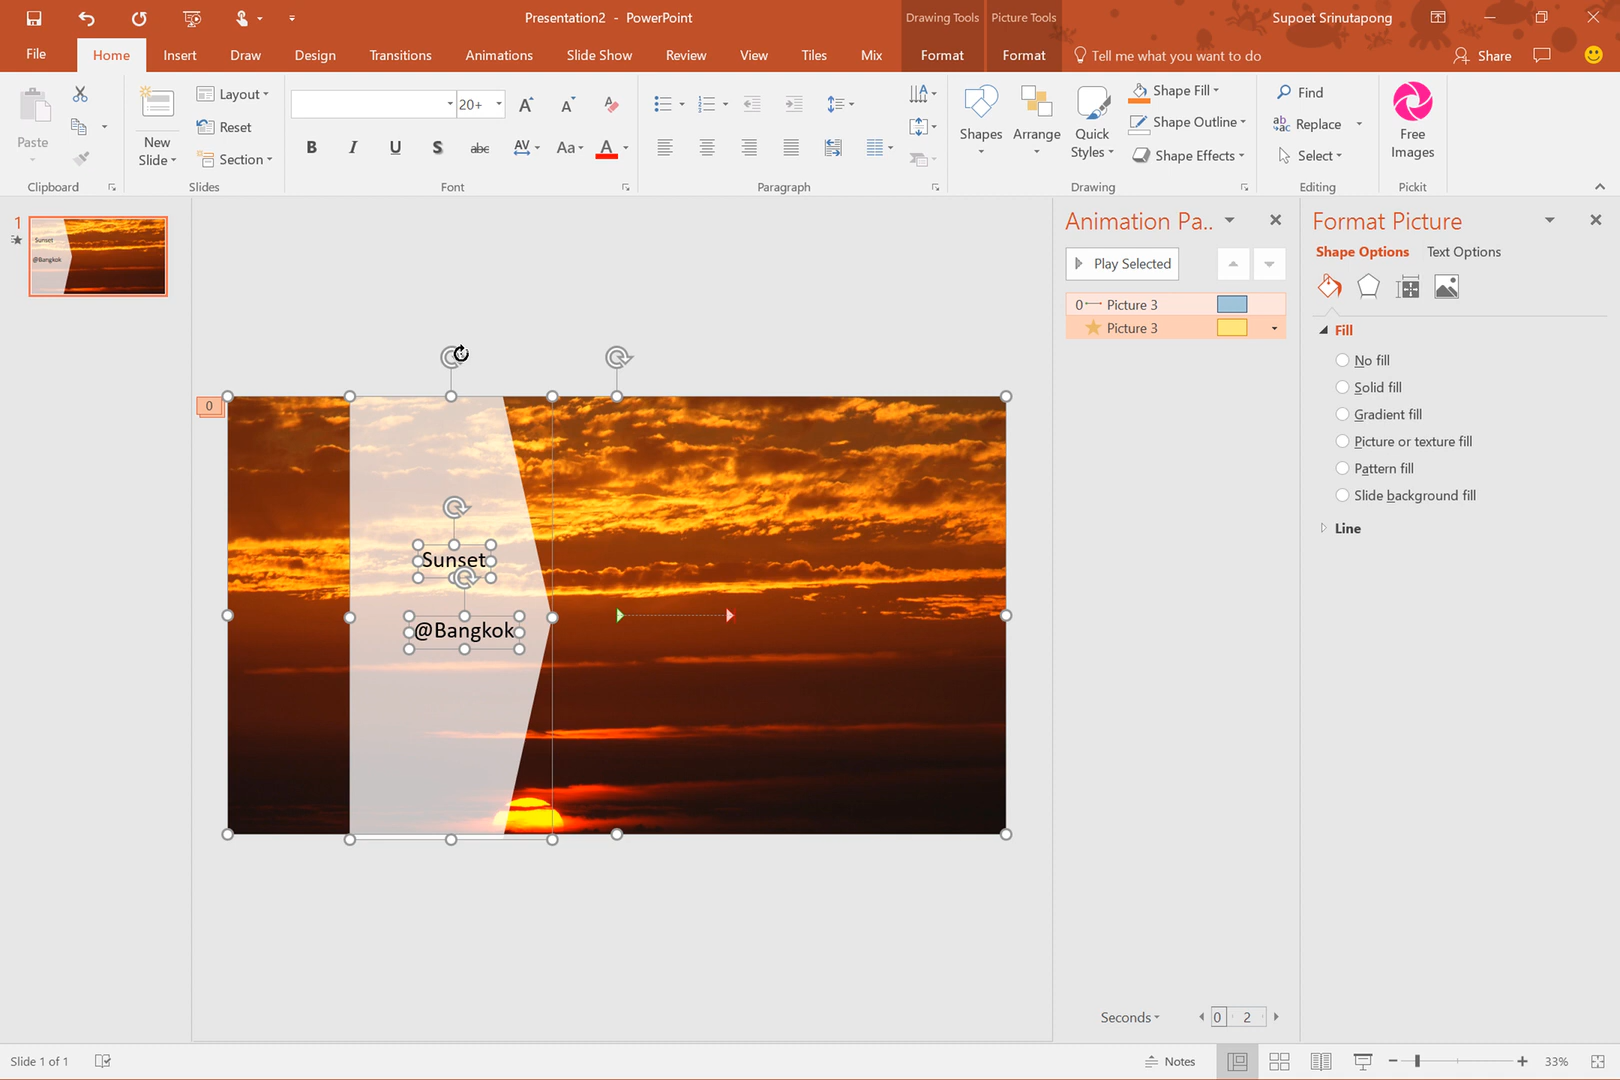 Presentation2 - PowerPoint
Drawing Tools
Picture Tools
Supoet Srinutapong
File
Home
Insert
Draw
Design
Transitions
Animations
Slide Show
Review
View
Tiles
Mix
Format
Format
Tell me what you want to do
Share
Paste
Clipboard
New
Slide
Layout
Reset
Section
Slides
20+
B I U S abc AV Aa A
Font
Paragraph
Shapes
Arrange
Quick
Styles
Shape Fill
Shape Outline
Shape Effects
Drawing
Find
Replace
Select
Editing
Free
Images
Pickit
1
Sunset
@Bangkok
0
Sunset
@Bangkok
Animation Pa..
Play Selected
0 Picture 3
Picture 3
Seconds
0 2
Format Picture
Shape Options Text Options
Fill
No fill
Solid fill
Gradient fill
Picture or texture fill
Pattern fill
Slide background fill
Line
Slide 1 of 1
Notes
33%